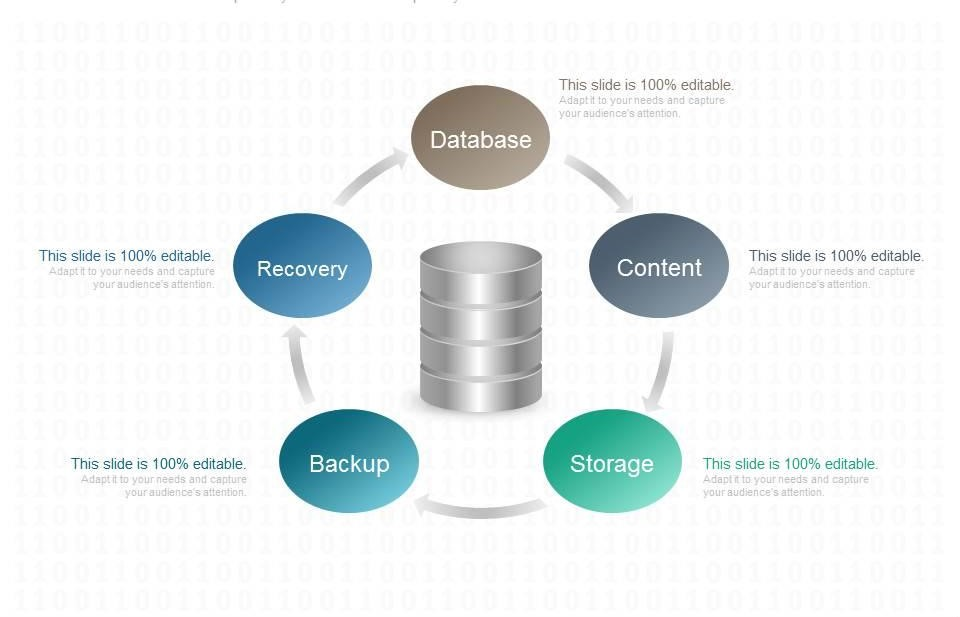 This slide is 100% editable.
Adapt it to your needs and capture
your audience's attention.
Database
Recovery
Content
This slide is 100% editable.
Adapt it to your needs and capture
your audience's attention.
This slide is 100% editable.
Adapt it to your needs and capture
your audience's attention.
Backup
Storage
This slide is 100% editable.
Adapt it to your needs and capture
your audience's attention.
This slide is 100% editable.
Adapt it to your needs and capture
your audience's attention.